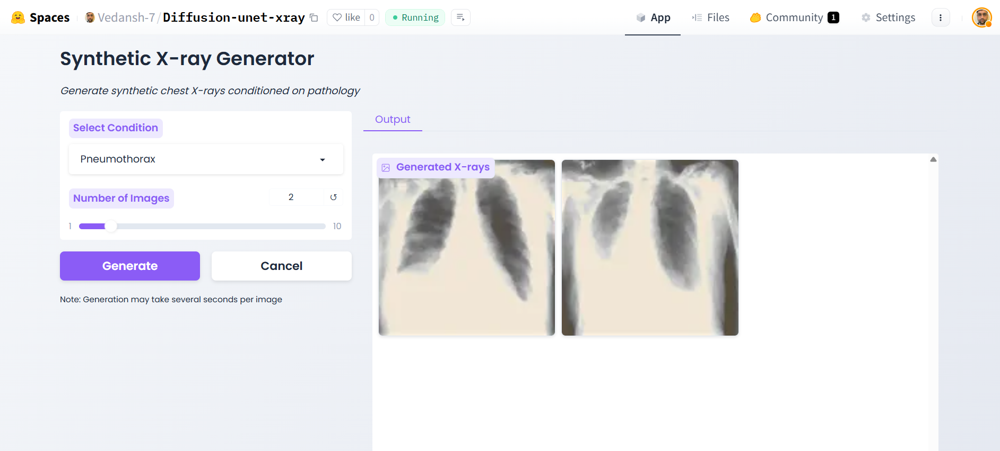 Spaces Vedansh-7/Diffusion-unet-xray like 0 Running App Files Community 1 Settings
Synthetic X-ray Generator
Generate synthetic chest X-rays conditioned on pathology
Select Condition
Pneumothorax
Number of Images 2
1 10
Generate Cancel
Note: Generation may take several seconds per image
Output
Generated X-rays